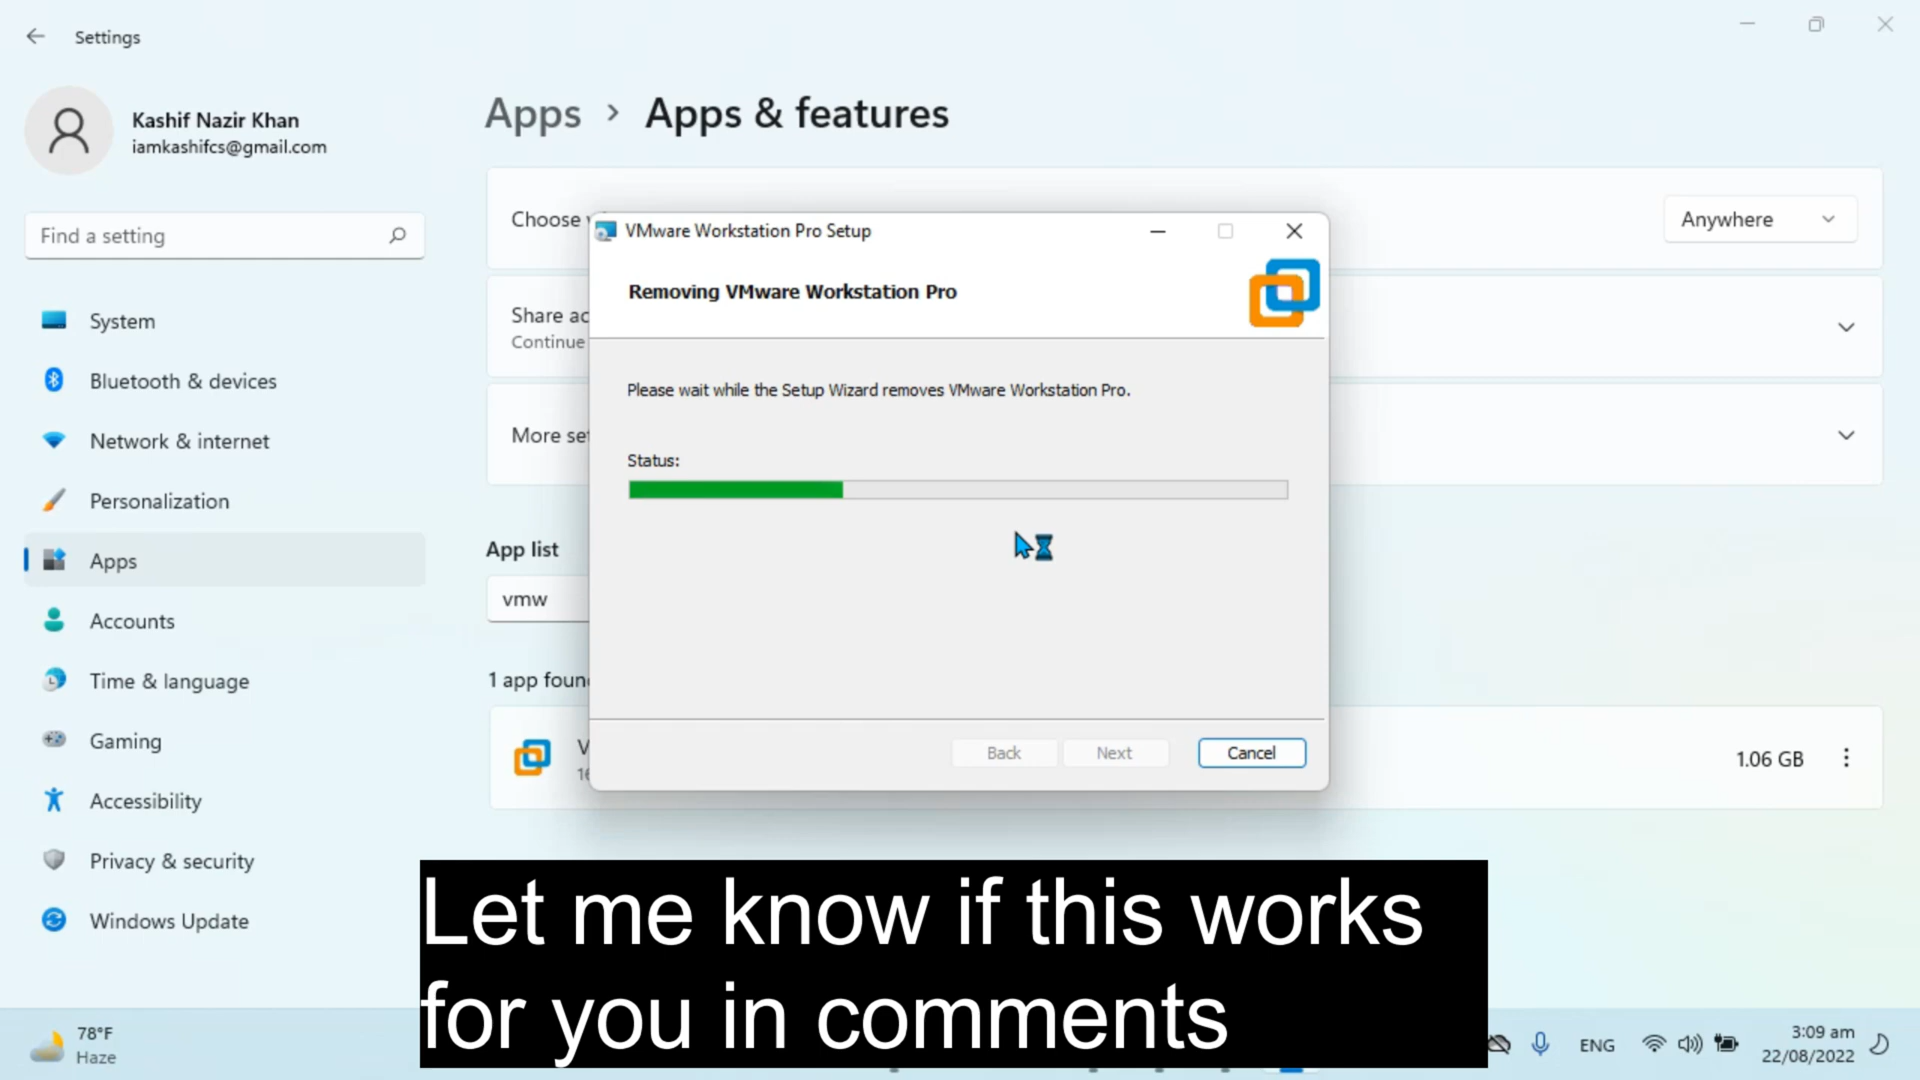 Settings
Kashif Nazir Khan
iamkashifcs@gmail.com
Find a setting
System
Bluetooth & devices
Network & internet
Personalization
Apps
Accounts
Time & language
Gaming
Accessibility
Privacy & security
Windows Update
Apps > Apps & features
Choose
Anywhere
Share
Continue
More
App list
vmw
1 app
1.06 GB
VMware Workstation Pro Setup
Removing VMware Workstation Pro
Please wait while the Setup Wizard removes VMware Workstation Pro.
Status:
Back
Next
Cancel
Let me know if this works
for you in comments
78°F
Haze
ENG
3:09 am
22/08/2022